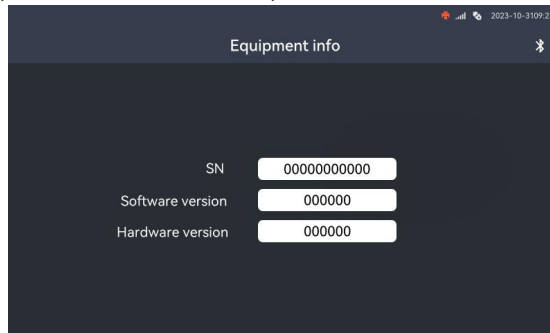 2023-10-3109:2
Equipment info
SN 00000000000
Software version 000000
Hardware version 000000